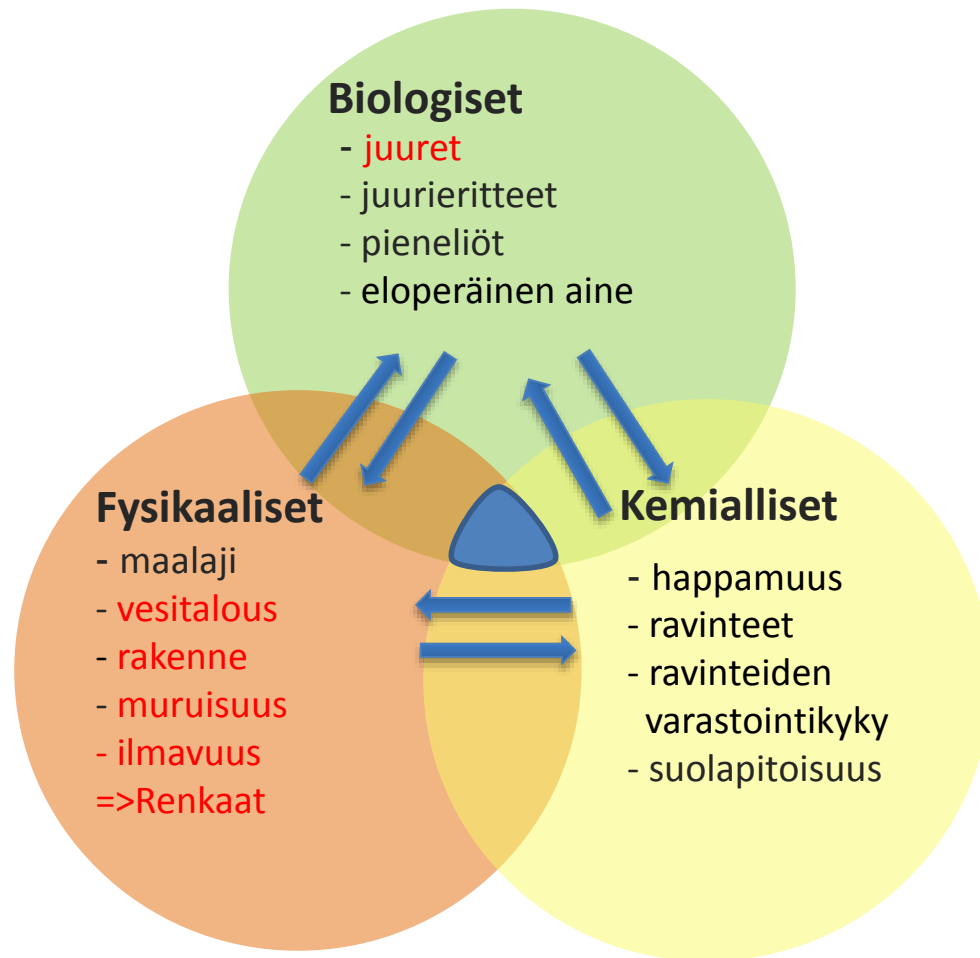 Biologiset
- juuret
- juurieritteet
- pieneliöt
- eloperäinen aine
Fysikaaliset
- maalaji
- vesitalous
- rakenne
- muruisuus
- ilmavuus
=>Renkaat
Kemialliset
- happamuus
- ravinteet
- ravinteiden
varastointikyky
- suolapitoisuus